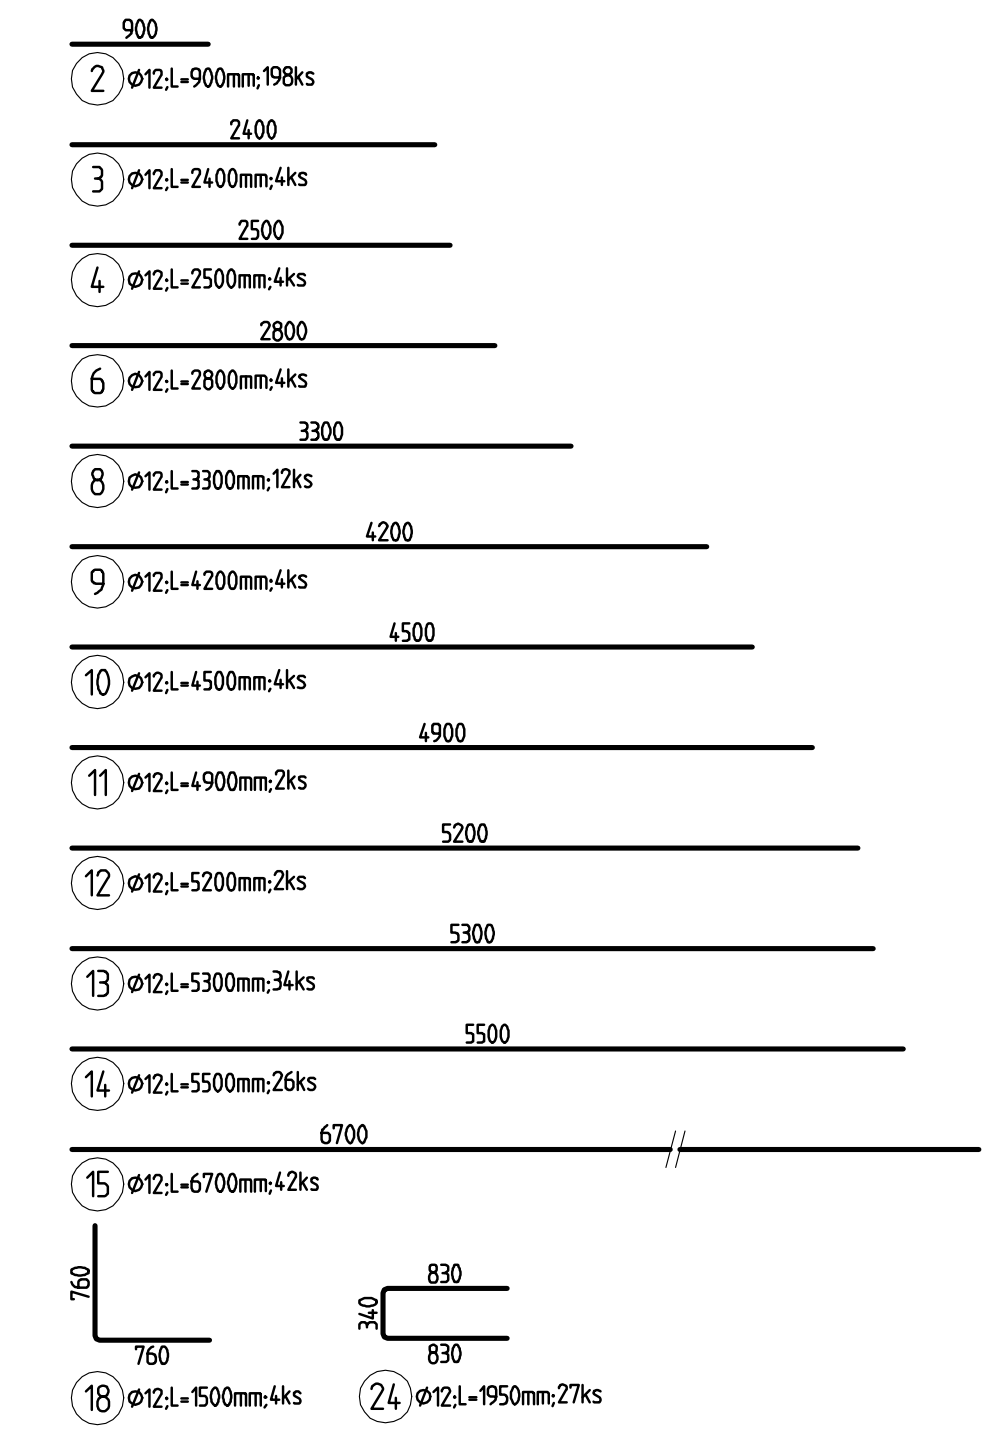 900
2 Ø12;L=900mm;198ks
2400
3 Ø12;L=2400mm;4ks
2500
4 Ø12;L=2500mm;4ks
2800
6 Ø12;L=2800mm;4ks
3300
8 Ø12;L=3300mm;12ks
4200
9 Ø12;L=4200mm;4ks
4500
10 Ø12;L=4500mm;4ks
4900
11 Ø12;L=4900mm;2ks
5200
12 Ø12;L=5200mm;2ks
5300
13 Ø12;L=5300mm;34ks
5500
14 Ø12;L=5500mm;26ks
6700
15 Ø12;L=6700mm;42ks
760
760
18 Ø12;L=1500mm;4ks
830
340
830
24 Ø12;L=1950mm;27ks